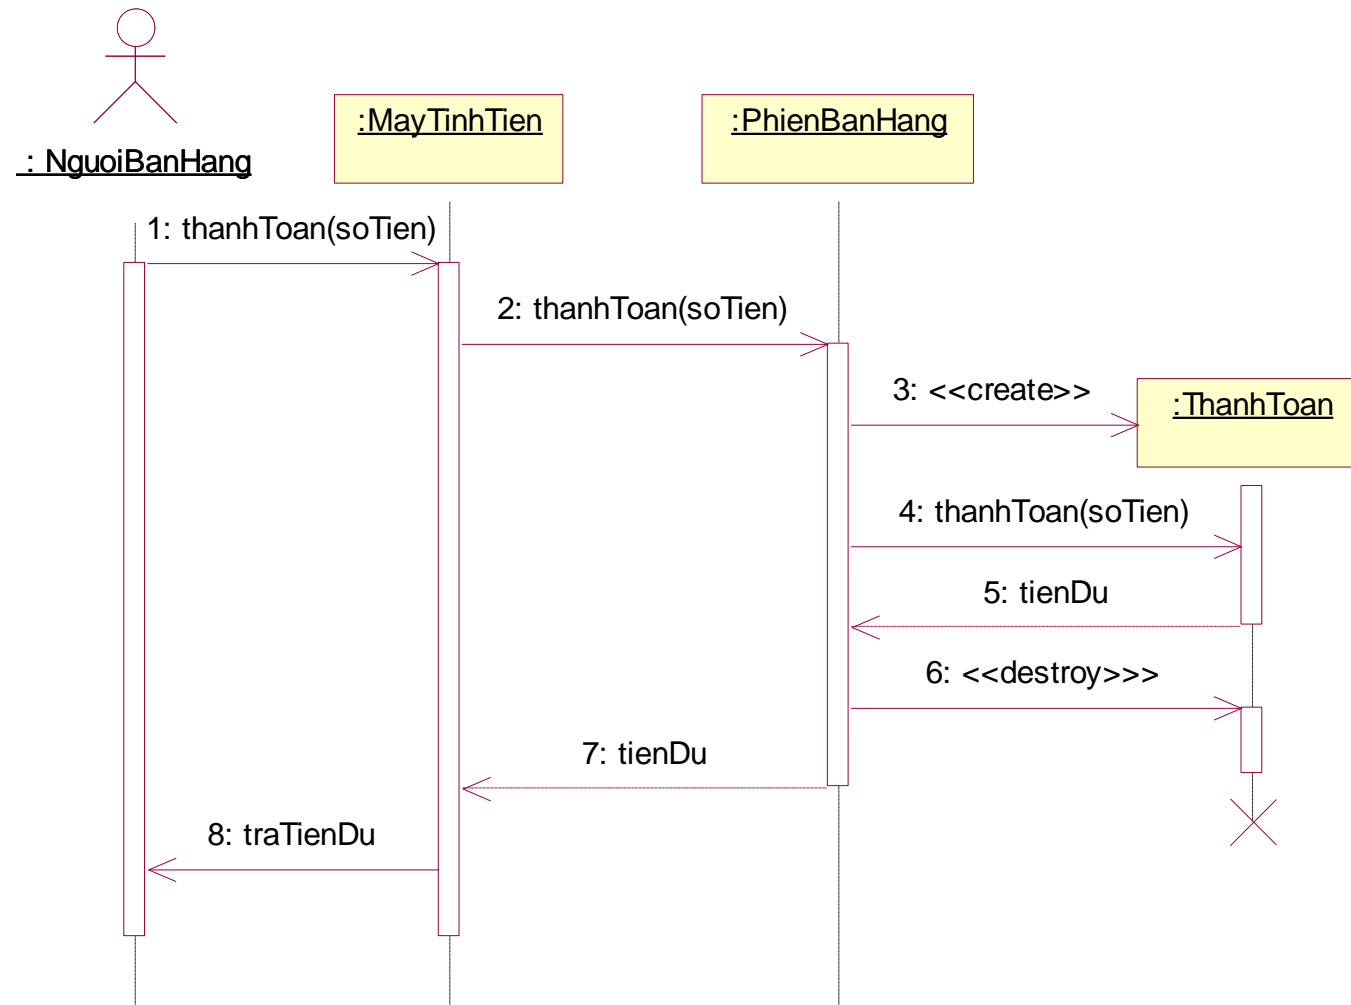 : NguoiBanHang
:MayTinhTien
:PhienBanHang
1: thanhToan(soTien)
2: thanhToan(soTien)
3: <<create>>
:ThanhToan
4: thanhToan(soTien)
5: tienDu
6: <<destroy>>>
7: tienDu
8: traTienDu